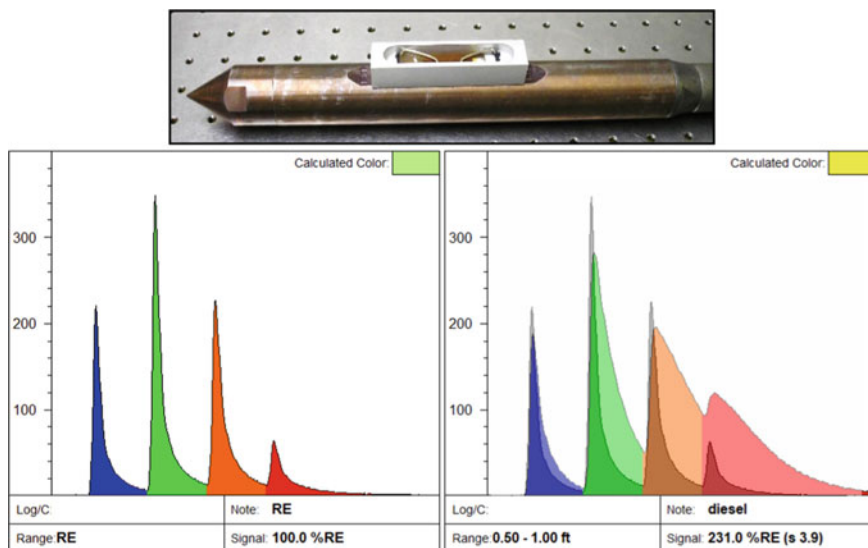 Calculated Color:
300
200
100
Log/C:
Note: RE
Range:RE
Signal: 100.0 %RE
Calculated Color:
300
200
100
Log/C:
Note: diesel
Range: 0.50 - 1.00 ft
Signal: 231.0 %RE (s 3.9)